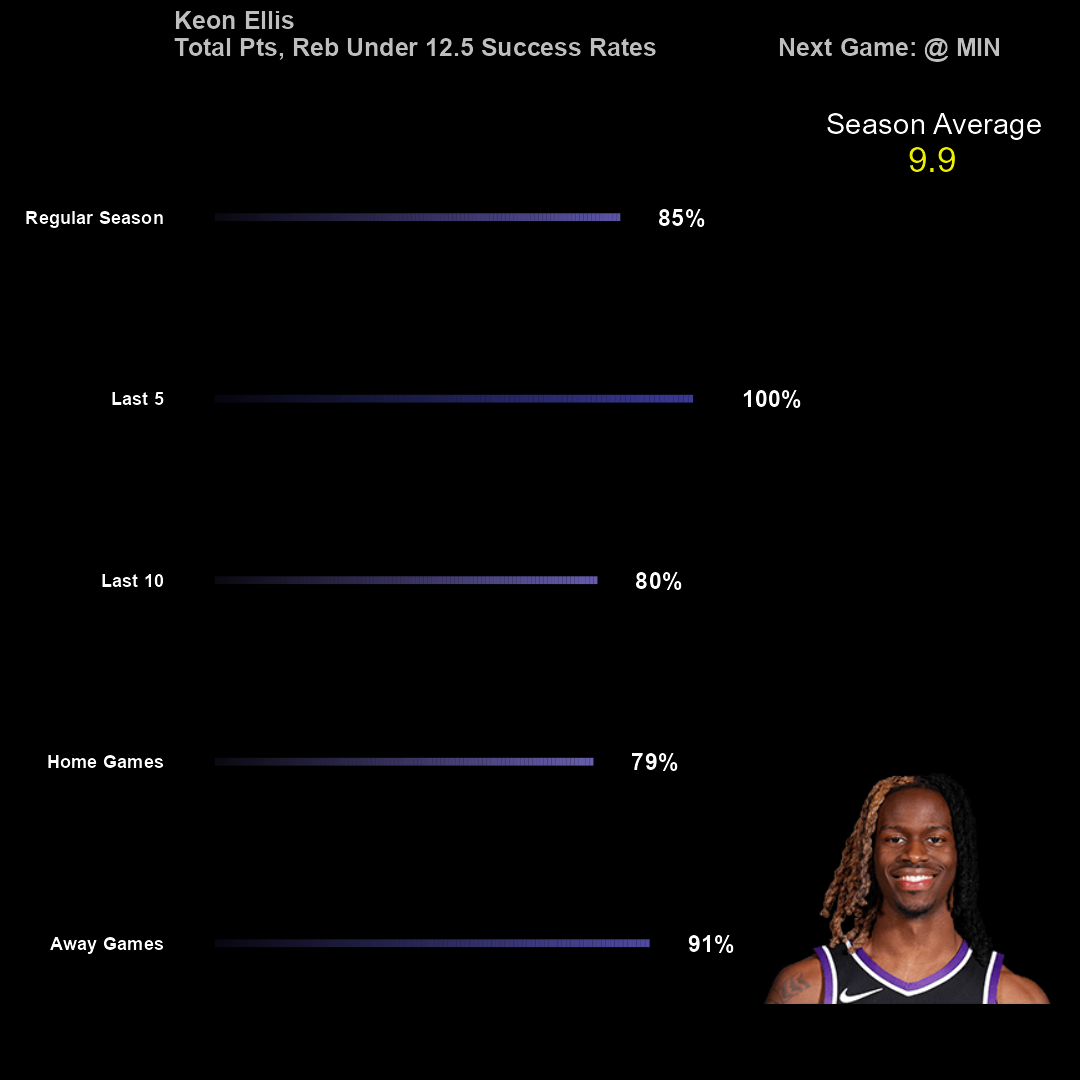 Keon Ellis
Total Pts, Reb Under 12.5 Success Rates
Next Game: @ MIN
Season Average
9.9
Regular Season 85%
Last 5 100%
Last 10 80%
Home Games 79%
Away Games 91%